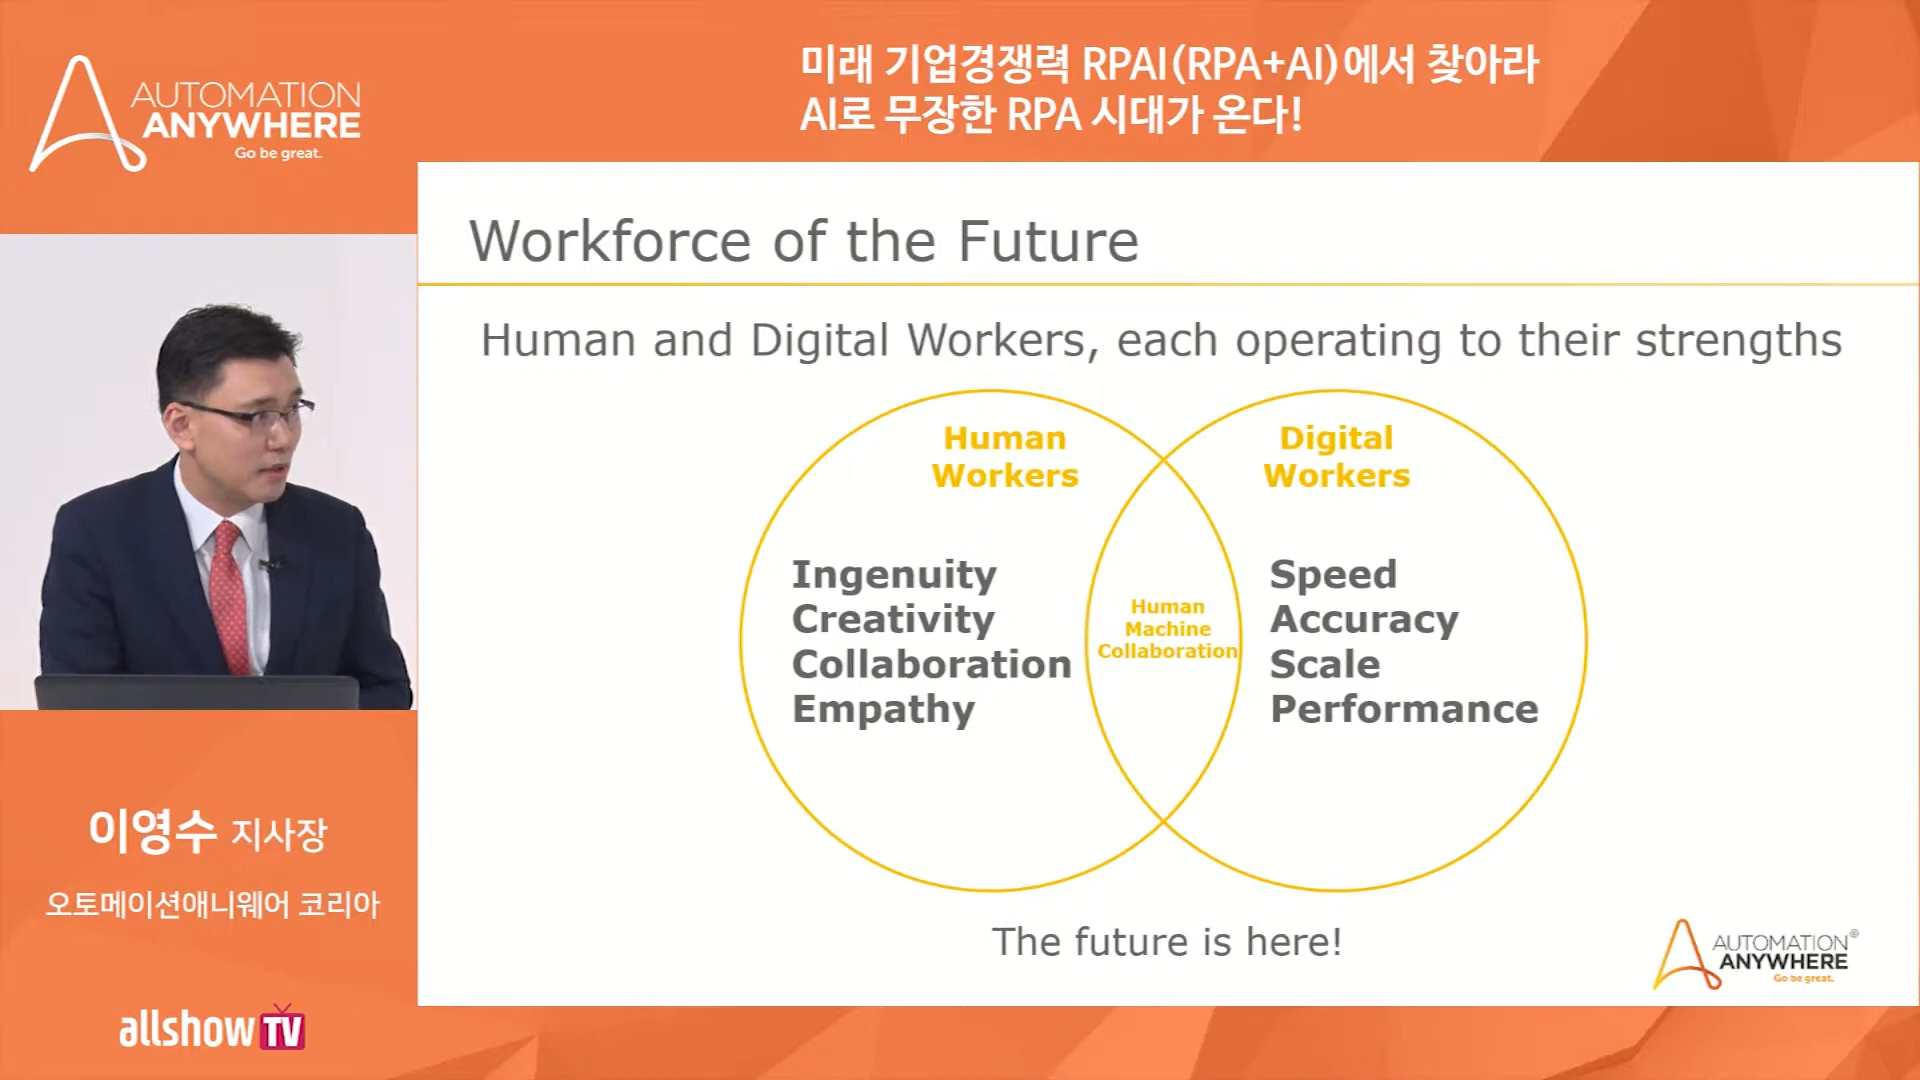 AUTOMATION
ANYWHERE
Go be great.
미래 기업경쟁력 RPAI(RPA+AI)에서 찾아라
AI로 무장한 RPA 시대가 온다!
Workforce of the Future
Human and Digital Workers, each operating to their strengths
Human
Workers
Ingenuity
Creativity
Collaboration
Empathy
Human
Machine
Collaboration
Digital
Workers
Speed
Accuracy
Scale
Performance
The future is here!
AUTOMATION®
ANYWHERE
Go be great.
이영수 지사장
오토메이션애니웨어 코리아
allshowTV